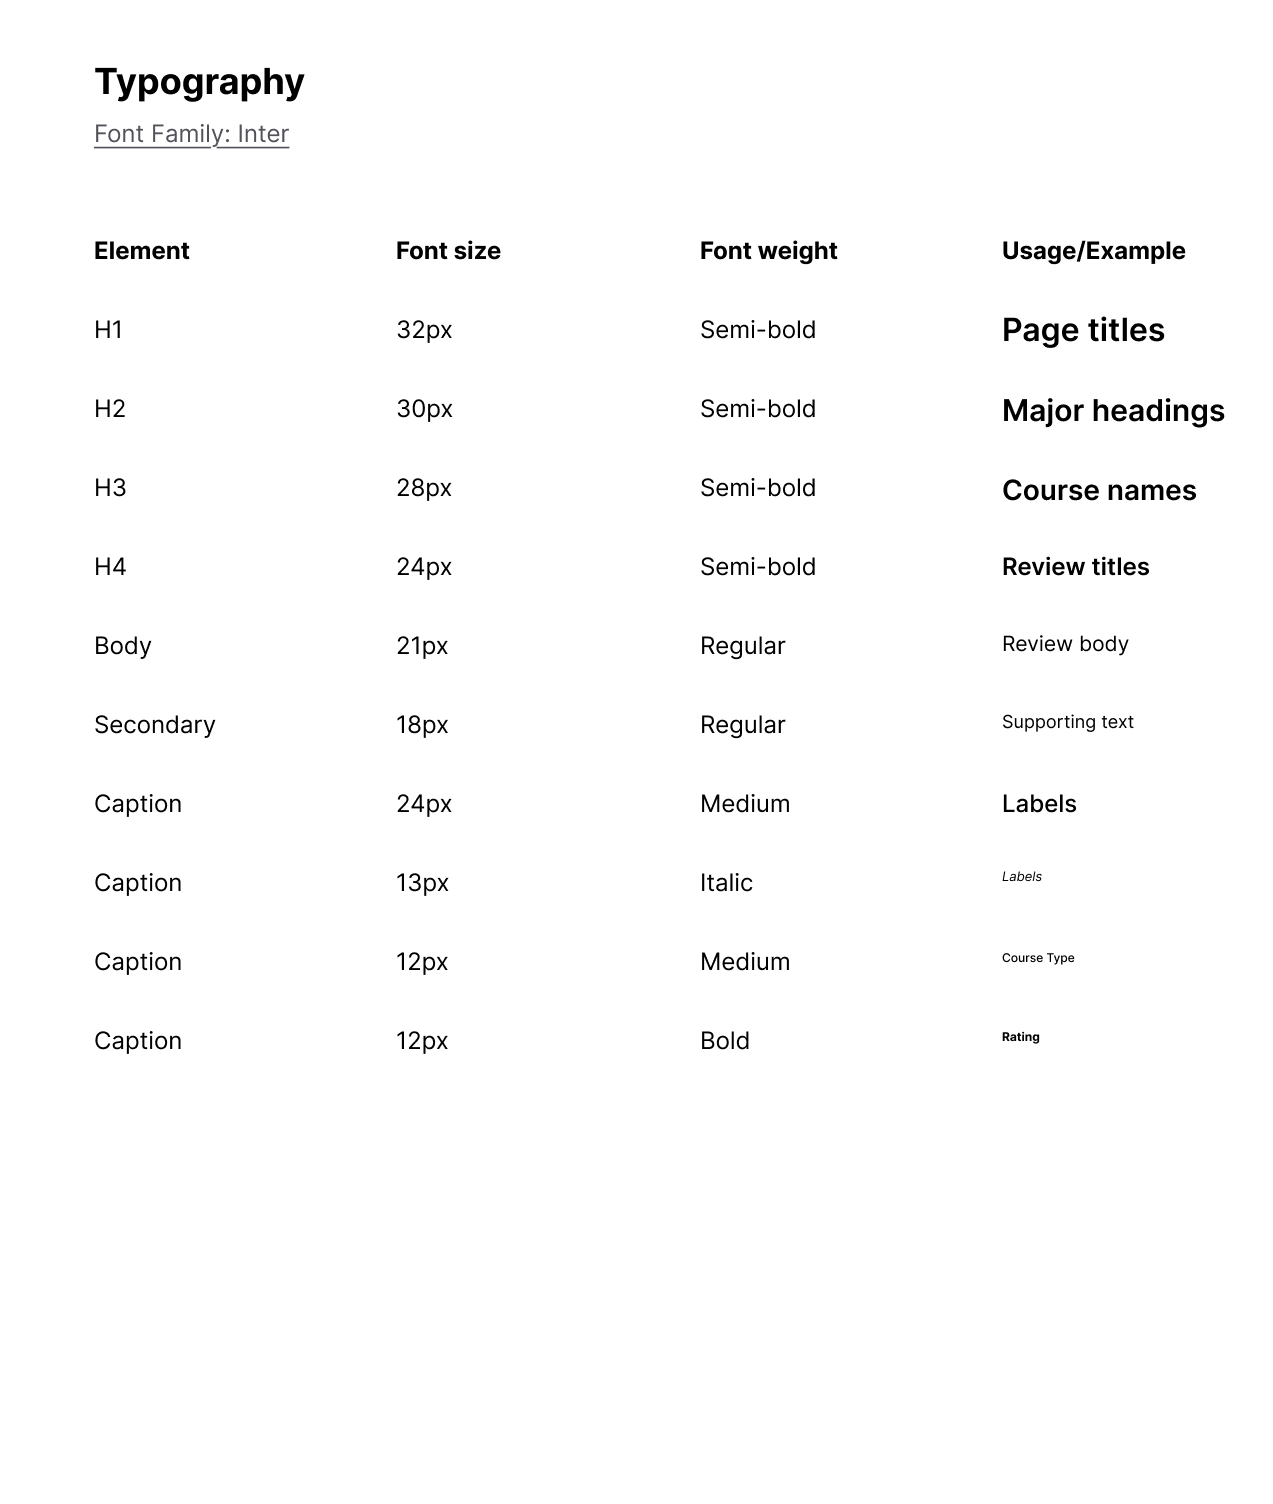 Typography
Font Family: Inter
Element Font size Font weight Usage/Example
H1 32px Semi-bold Page titles
H2 30px Semi-bold Major headings
H3 28px Semi-bold Course names
H4 24px Semi-bold Review titles
Body 21px Regular Review body
Secondary 18px Regular Supporting text
Caption 24px Medium Labels
Caption 13px Italic Labels
Caption 12px Medium Course Type
Caption 12px Bold Rating